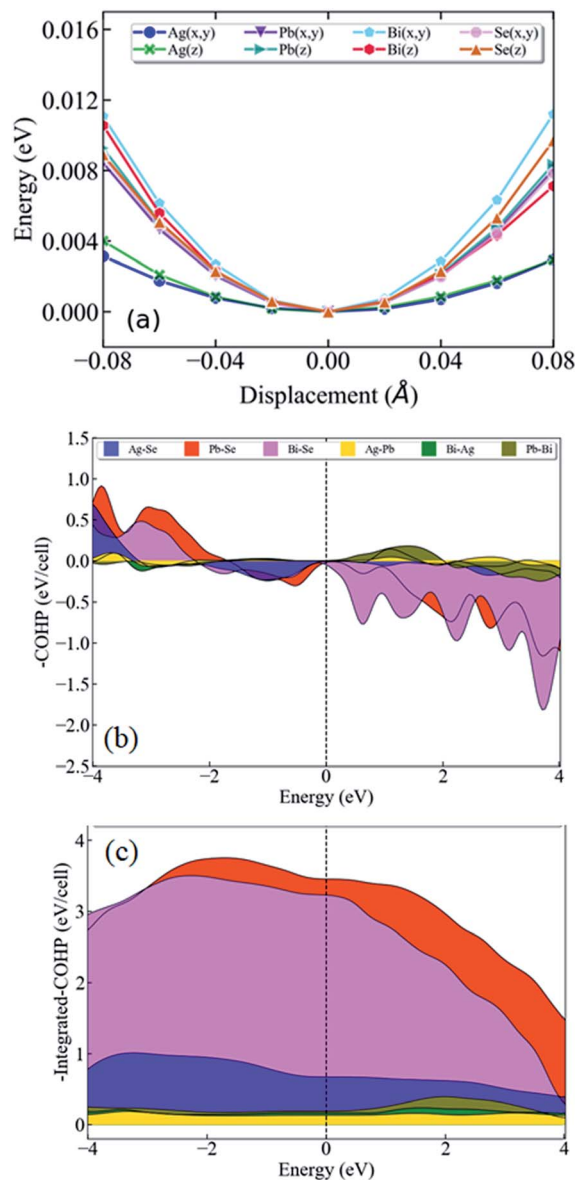 Ag(x,y) Pb(x,y) Bi(x,y) Se(x,y)
Ag(z) Pb(z) Bi(z) Se(z)
0.016
0.012
0.008
0.004
0.000
Energy (eV)
(a)
−0.08 −0.04 0.00 0.04 0.08
Displacement (Å)
Ag-Se Pb-Se Bi-Se Ag-Pb Bi-Ag Pb-Bi
1.5
1.0
0.5
0.0
−0.5
−1.0
−1.5
−2.0
−2.5
-COHP (eV/cell)
(b)
−4 −2 0 2 4
Energy (eV)
(c)
4
3
2
1
0
-Integrated-COHP (eV/cell)
−4 −2 0 2 4
Energy (eV)